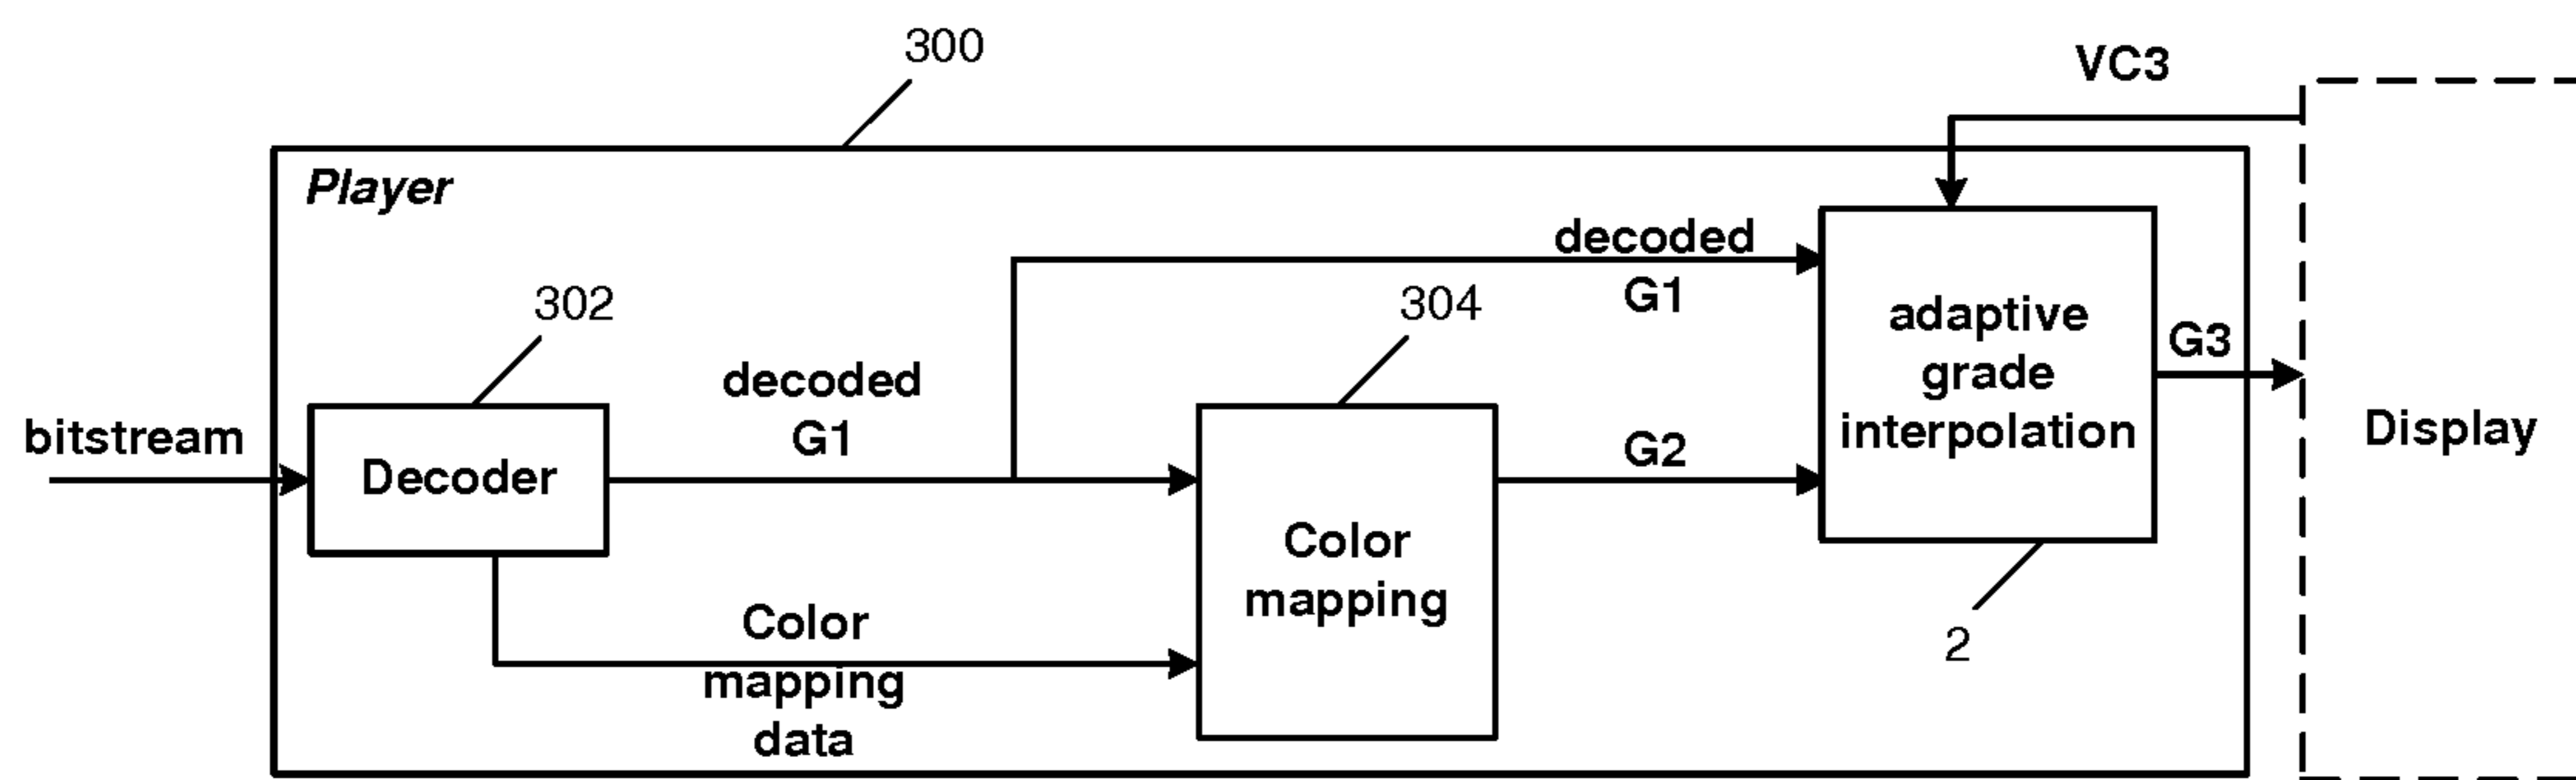 300
VC3
Player
decoded
G1
302
304
adaptive
grade
interpolation
G3
decoded
G1
bitstream
Decoder
G2
Display
Color
mapping
Color
mapping
data
2